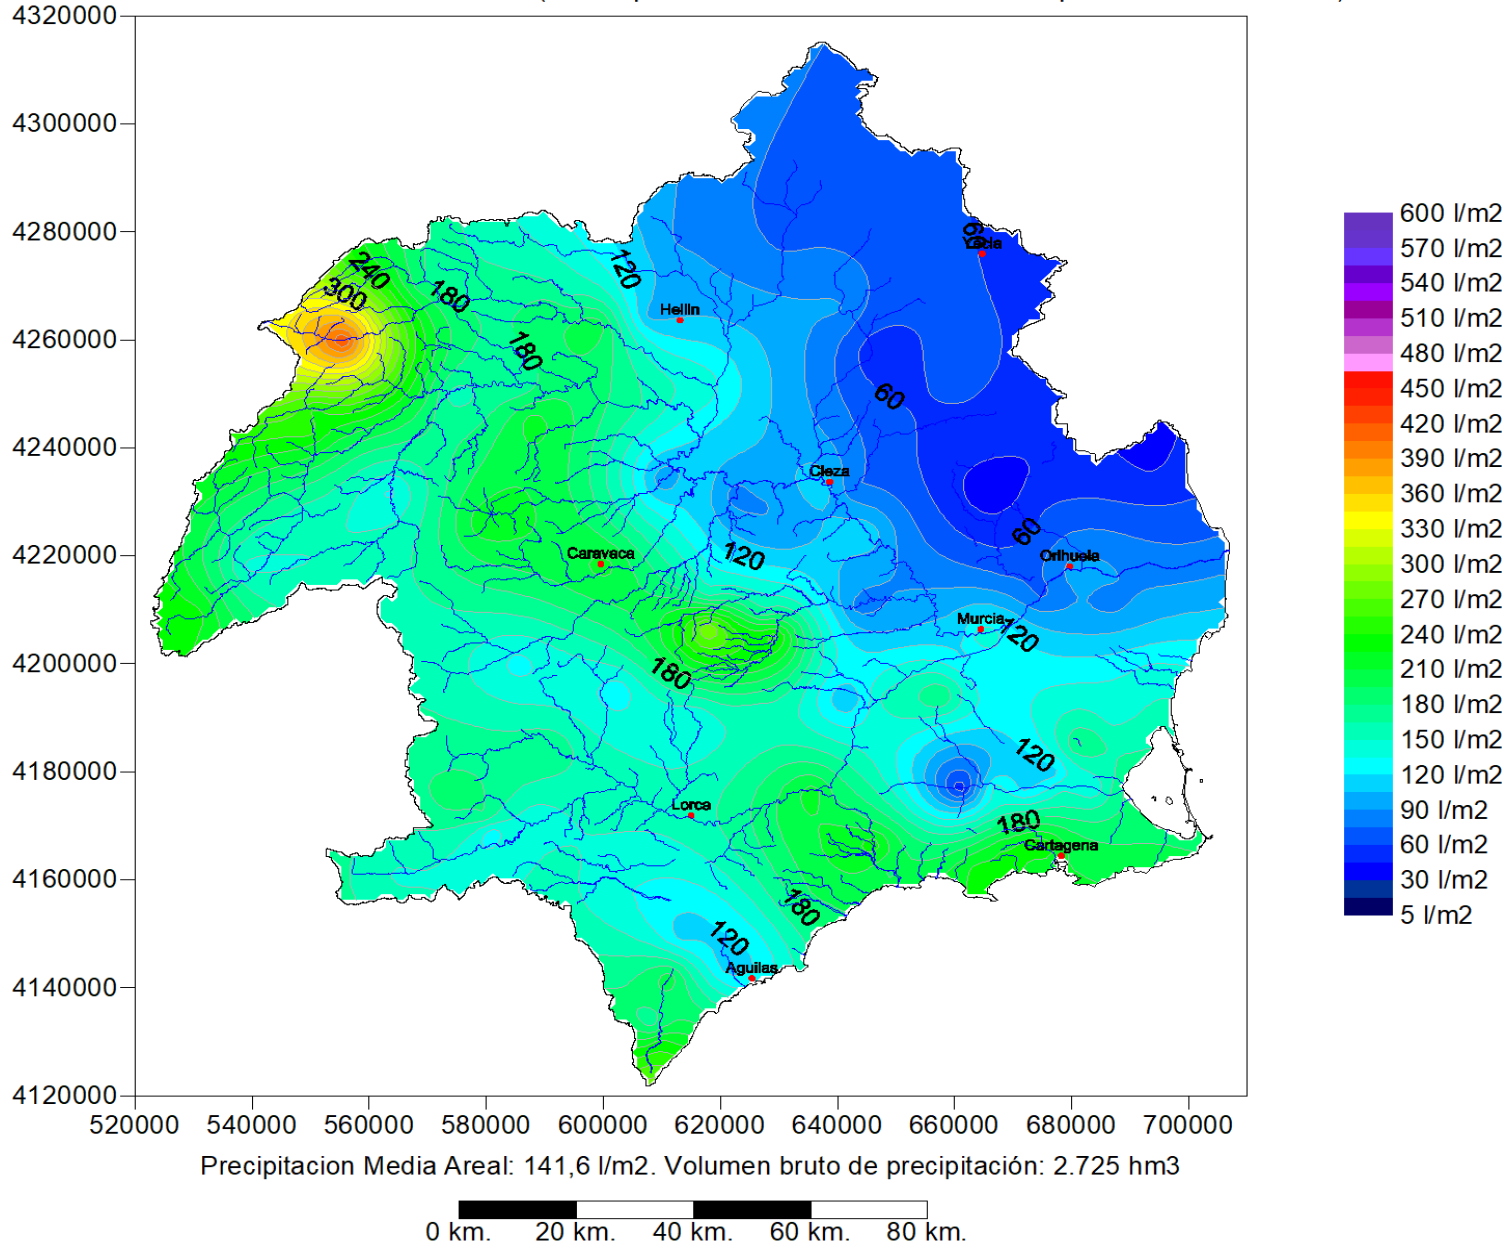 4320000
4300000
4280000
4260000
4240000
4220000
4200000
4180000
4160000
4140000
4120000
520000 540000 560000 580000 600000 620000 640000 660000 680000 700000
240
300
180
180
120
60
Yecla
Hellin
60
Cieza
60
Caravaca
120
Orihuela
Murcia
120
180
120
Lorca
180
Cartagena
180
120
Aguilas
600 l/m2
570 l/m2
540 l/m2
510 l/m2
480 l/m2
450 l/m2
420 l/m2
390 l/m2
360 l/m2
330 l/m2
300 l/m2
270 l/m2
240 l/m2
210 l/m2
180 l/m2
150 l/m2
120 l/m2
90 l/m2
60 l/m2
30 l/m2
5 l/m2
Precipitacion Media Areal: 141,6 l/m2. Volumen bruto de precipitación: 2.725 hm3
0 km. 20 km. 40 km. 60 km. 80 km.